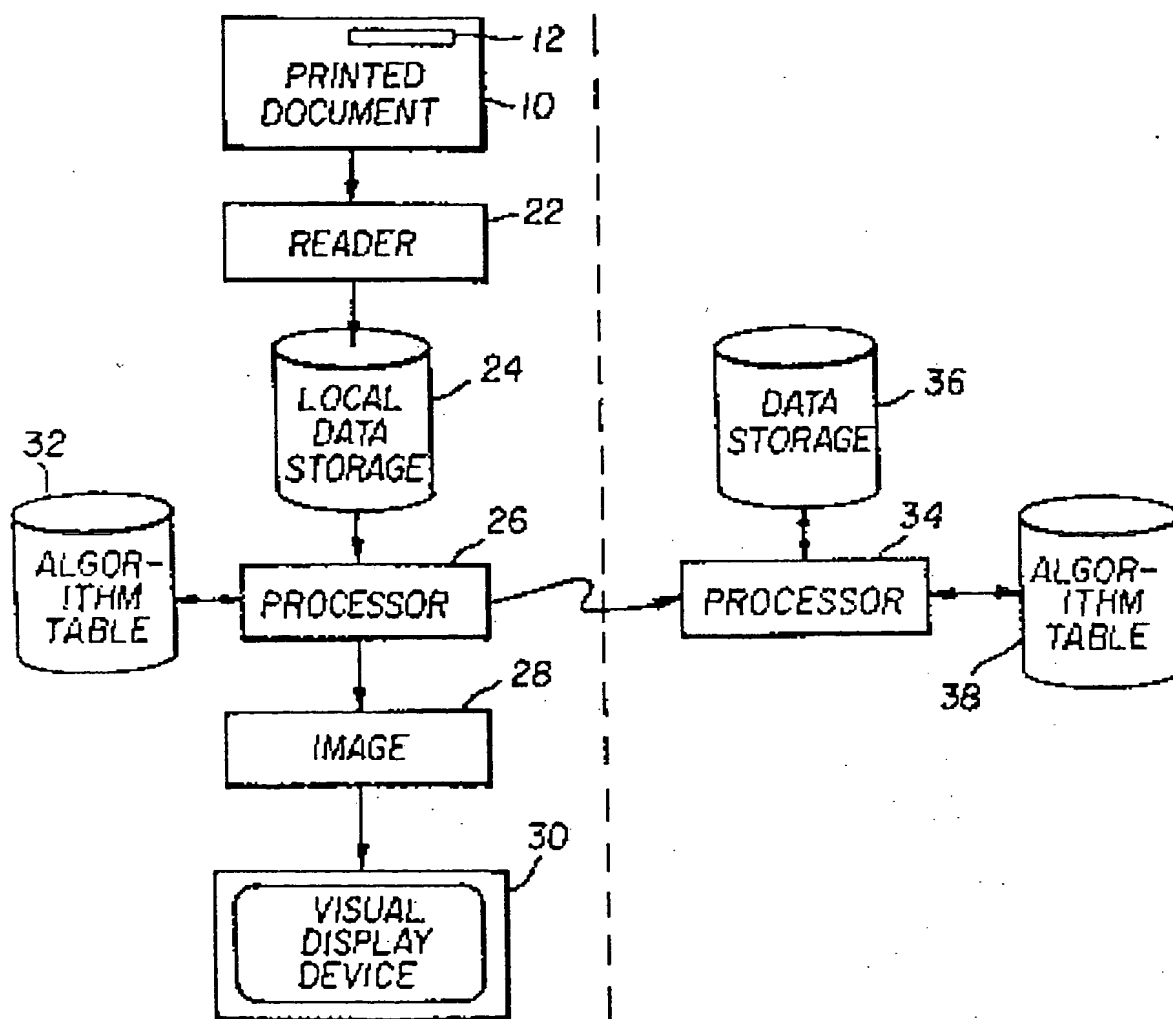 12
PRINTED
DOCUMENT
10
22
READER
24
LOCAL
DATA
STORAGE
36
DATA
STORAGE
32
ALGOR-
ITHM
TABLE
26
PROCESSOR
34
PROCESSOR
ALGOR-
ITHM
TABLE
38
28
IMAGE
30
VISUAL
DISPLAY
DEVICE